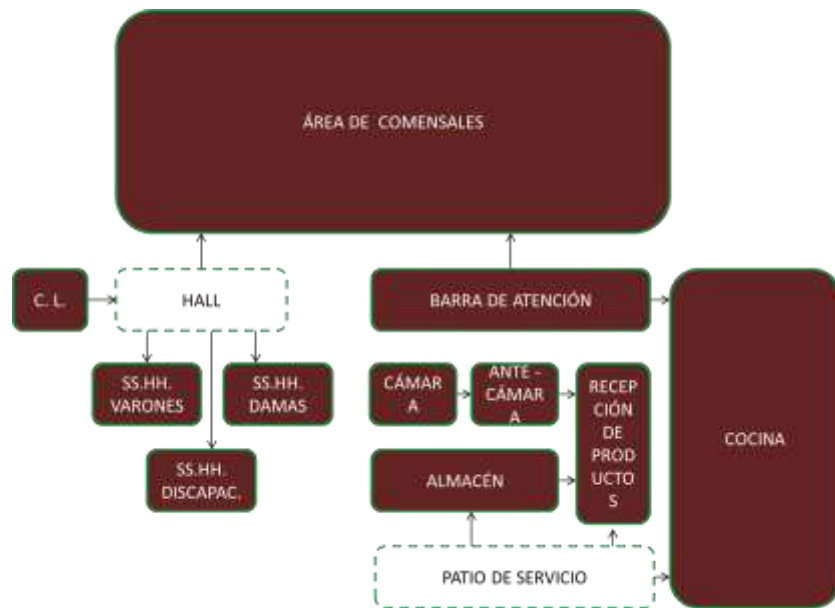 ÁREA DE COMENSALES
C. L.
HALL
BARRA DE ATENCIÓN
SS.HH.
VARONES
SS.HH.
DAMAS
SS.HH.
DISCAPAC.
CÁMAR
A
ANTE -
CÁMAR
A
RECEP
CIÓN
DE
PROD
UCTO
S
ALMACÉN
COCINA
PATIO DE SERVICIO